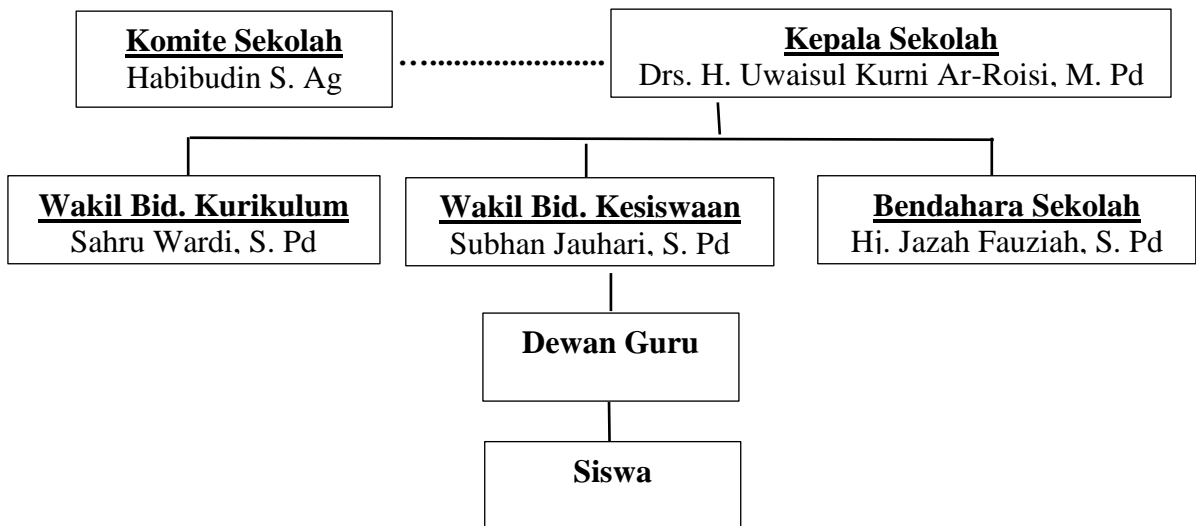 Komite Sekolah
Habibudin S. Ag
Kepala Sekolah
Drs. H. Uwaisul Kurni Ar-Roisi, M. Pd
Wakil Bid. Kurikulum
Sahru Wardi, S. Pd
Wakil Bid. Kesiswaan
Subhan Jauhari, S. Pd
Bendahara Sekolah
Hj. Jazah Fauziah, S. Pd
Dewan Guru
Siswa